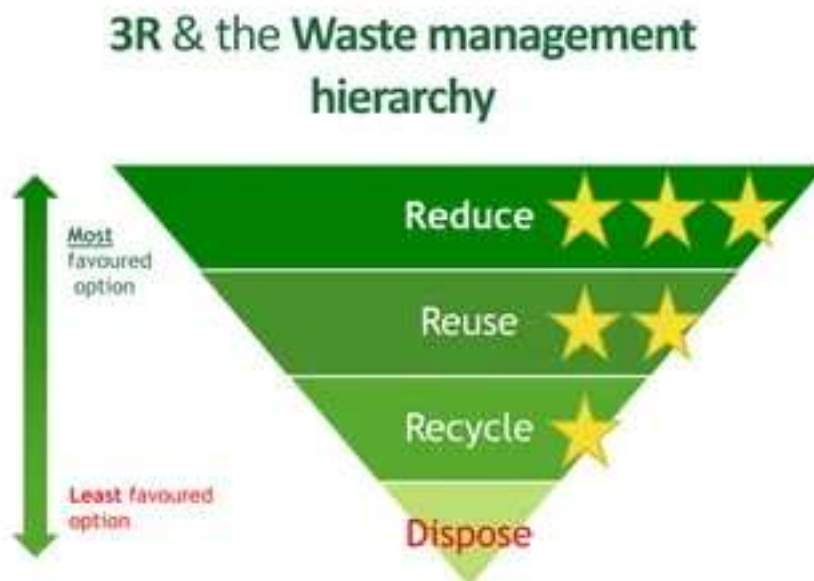 3R & the Waste management
hierarchy
Most
favoured
option
Reduce
Reuse
Recycle
Least favoured
option
Dispose